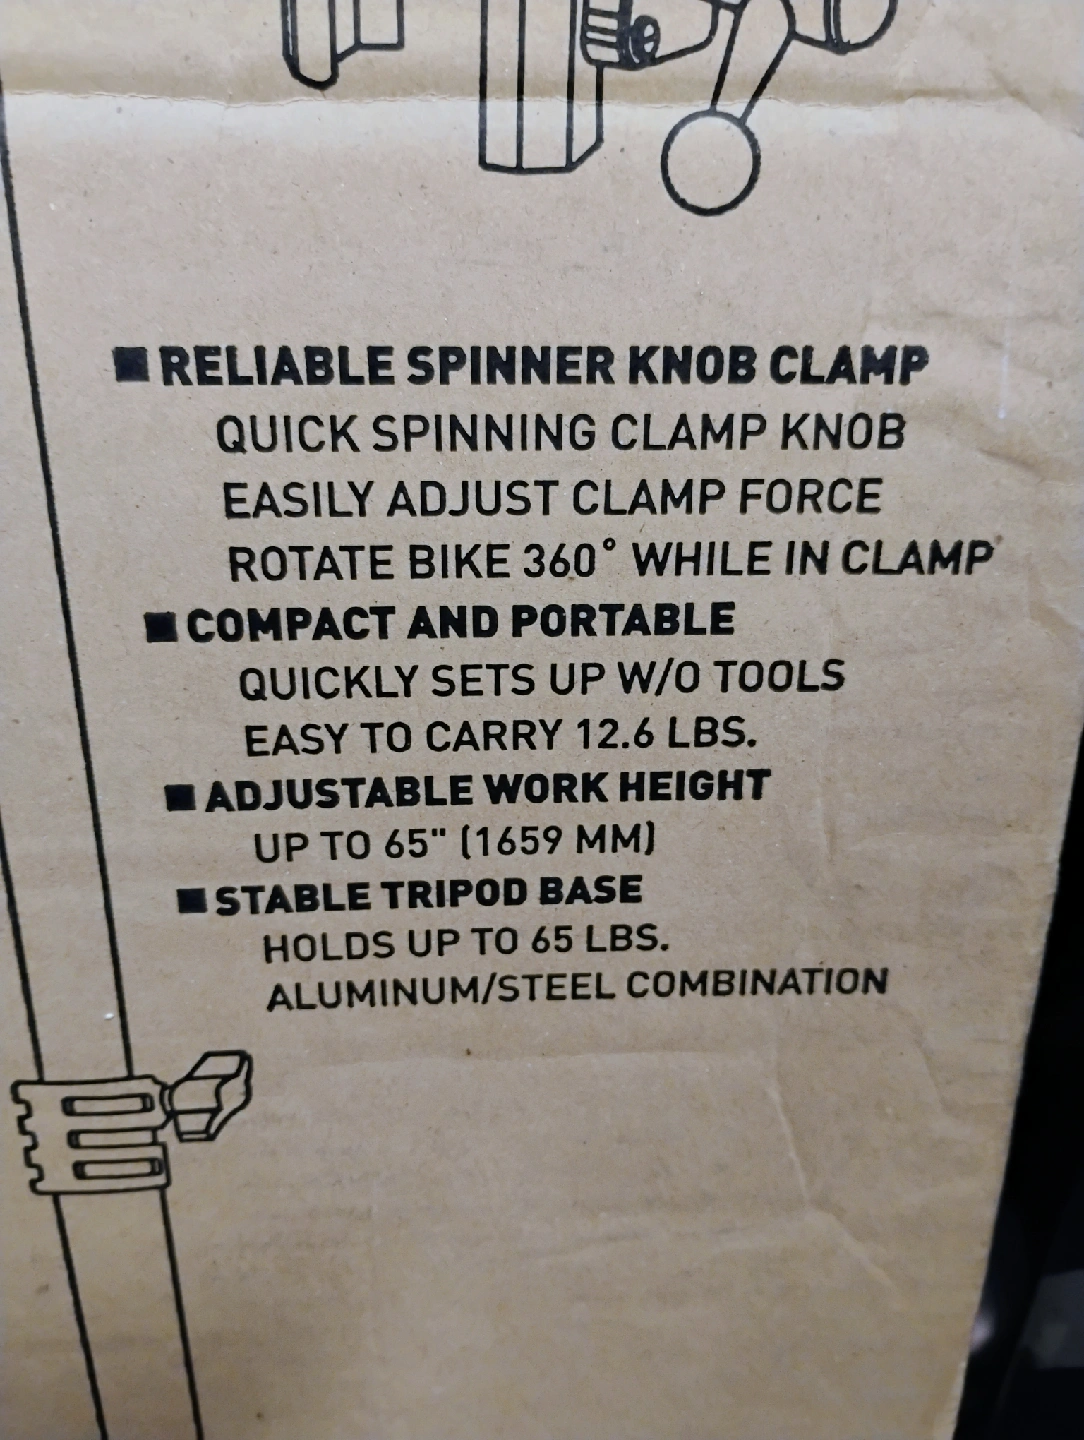 ■ RELIABLE SPINNER KNOB CLAMP
QUICK SPINNING CLAMP KNOB
EASILY ADJUST CLAMP FORCE
ROTATE BIKE 360° WHILE IN CLAMP
■ COMPACT AND PORTABLE
QUICKLY SETS UP W/O TOOLS
EASY TO CARRY 12.6 LBS.
■ ADJUSTABLE WORK HEIGHT
UP TO 65" (1659 MM)
■ STABLE TRIPOD BASE
HOLDS UP TO 65 LBS.
ALUMINUM/STEEL COMBINATION